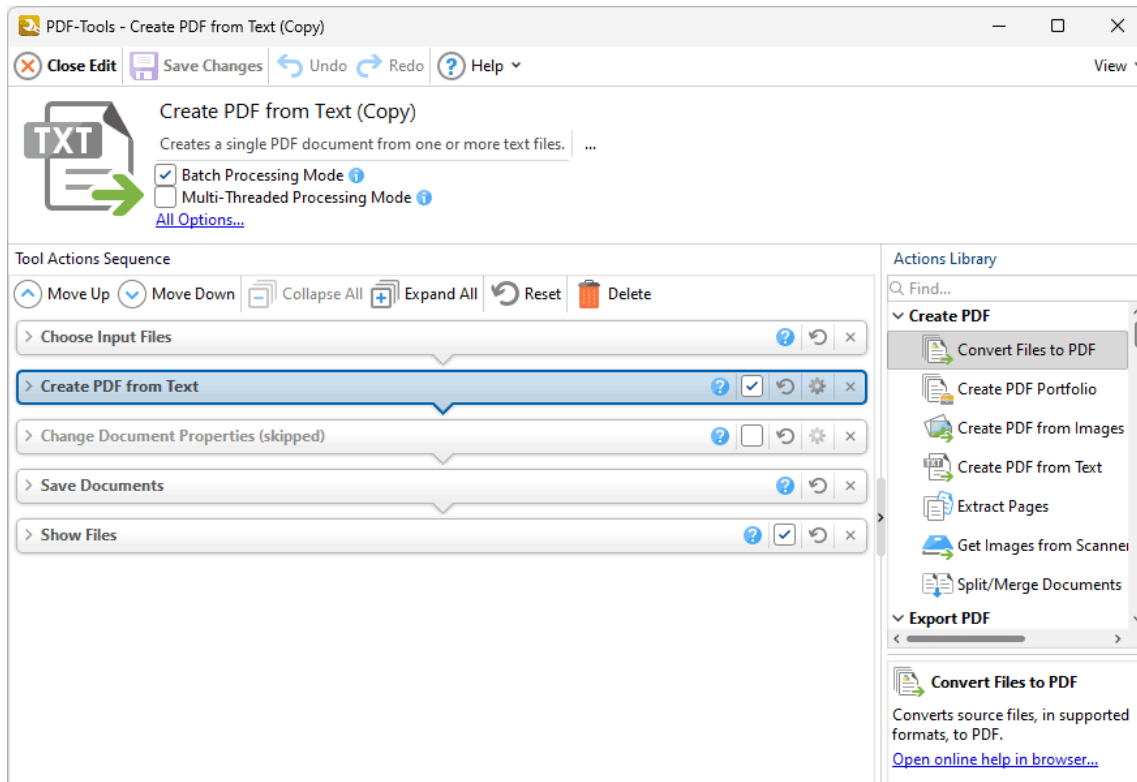 PDF-Tools - Create PDF from Text (Copy)
Close Edit Save Changes Undo Redo ? Help View
TXT
Create PDF from Text (Copy)
Creates a single PDF document from one or more text files. ...
Batch Processing Mode i
Multi-Threaded Processing Mode i
All Options...
Tool Actions Sequence
Move Up Move Down Collapse All Expand All Reset Delete
Choose Input Files ?
Create PDF from Text ?
Change Document Properties (skipped) ?
Save Documents ?
Show Files ?
Actions Library
Find...
Create PDF
Convert Files to PDF
Create PDF Portfolio
Create PDF from Images
TXT Create PDF from Text
Extract Pages
Get Images from Scanner
Split/Merge Documents
Export PDF
Convert Files to PDF
Converts source files, in supported
formats, to PDF.
Open online help in browser...